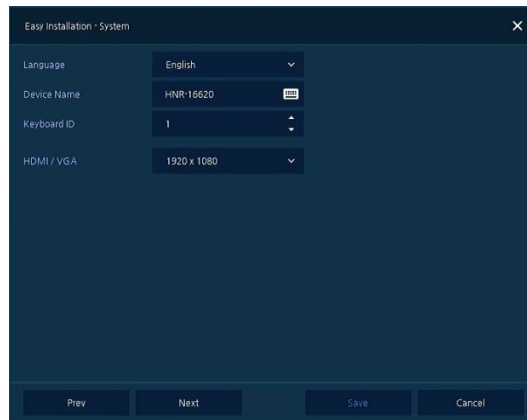 Easy Installation - System
Language English
Device Name HNR-16620
Keyboard ID 1
HDMI / VGA 1920 x 1080
Prev Next Save Cancel